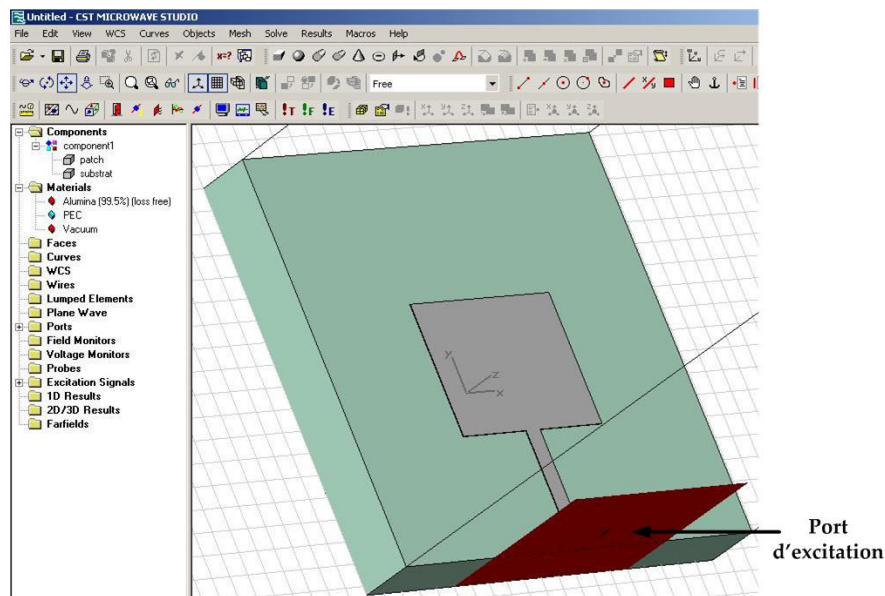 Untitled - CST MICROWAVE STUDIO
File Edit View WCS Curves Objects Mesh Solve Results Macros Help
x=?
Free
!T !F !E
Components
component1
patch
substrat
Materials
Alumina (99.5%) (loss free)
PEC
Vacuum
Faces
Curves
WCS
Wires
Lumped Elements
Plane Wave
Ports
Field Monitors
Voltage Monitors
Probes
Excitation Signals
1D Results
2D/3D Results
Farfields
y
z
x
Port
d'excitation